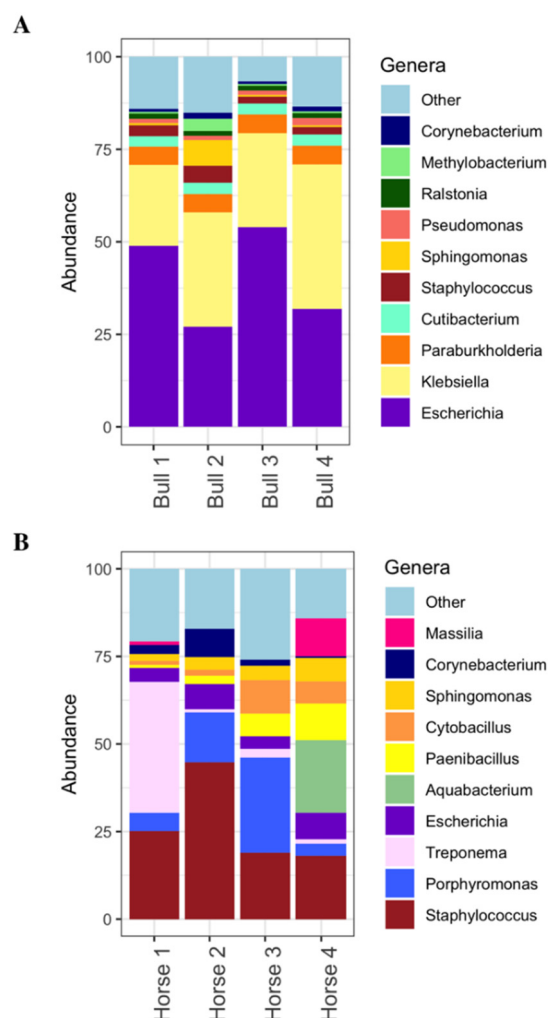 A
100
75
50
25
0
Abundance
Bull 1
Bull 2
Bull 3
Bull 4
Genera
Other
Corynebacterium
Methylobacterium
Ralstonia
Pseudomonas
Sphingomonas
Staphylococcus
Cutibacterium
Paraburkholderia
Klebsiella
Escherichia
B
100
75
50
25
0
Abundance
Horse 1
Horse 2
Horse 3
Horse 4
Genera
Other
Massilia
Corynebacterium
Sphingomonas
Cytobacillus
Paenibacillus
Aquabacterium
Escherichia
Treponema
Porphyromonas
Staphylococcus